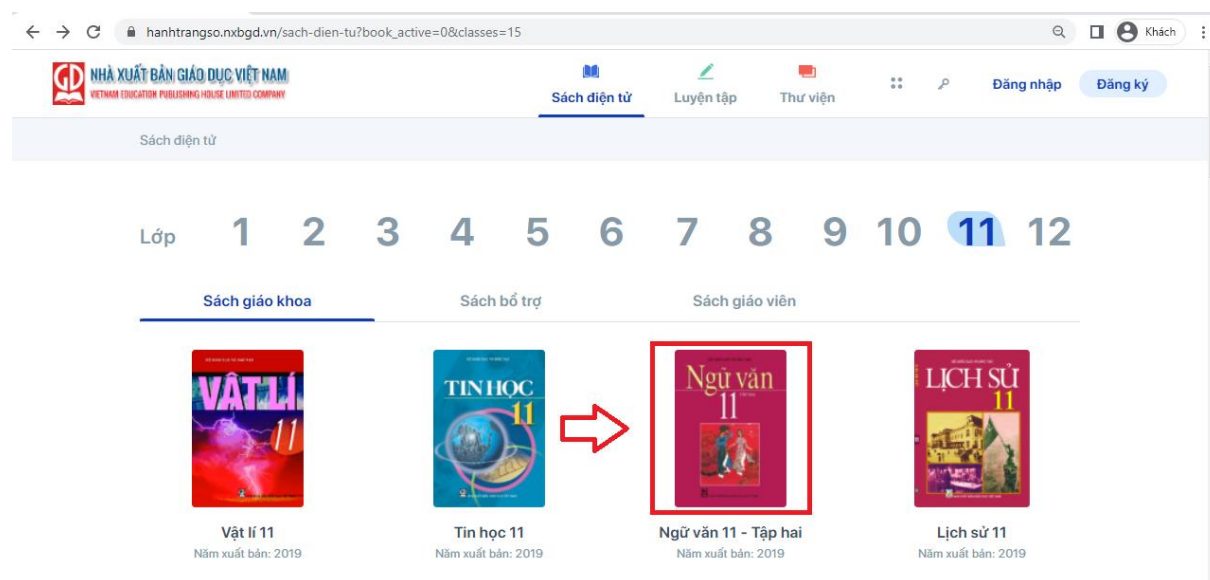 hanhtrangso.nxbgd.vn/sach-dien-tu?book_active=0&classes=15
Khách
NHÀ XUẤT BẢN GIÁO DỤC VIỆT NAM
VIETNAM EDUCATION PUBLISHING HOUSE LIMITED COMPANY
Sách điện tử
Luyện tập
Thư viện
Đăng nhập
Đăng ký
Sách điện tử
Lớp 1 2 3 4 5 6 7 8 9 10 11 12
Sách giáo khoa
Sách bổ trợ
Sách giáo viên
VẬT LÍ
11
TIN HỌC
11
Ngữ văn
11
LỊCH SỬ
11
Vật lí 11
Tin học 11
Ngữ văn 11 - Tập hai
Lịch sử 11
Năm xuất bản: 2019
Năm xuất bản: 2019
Năm xuất bản: 2019
Năm xuất bản: 2019